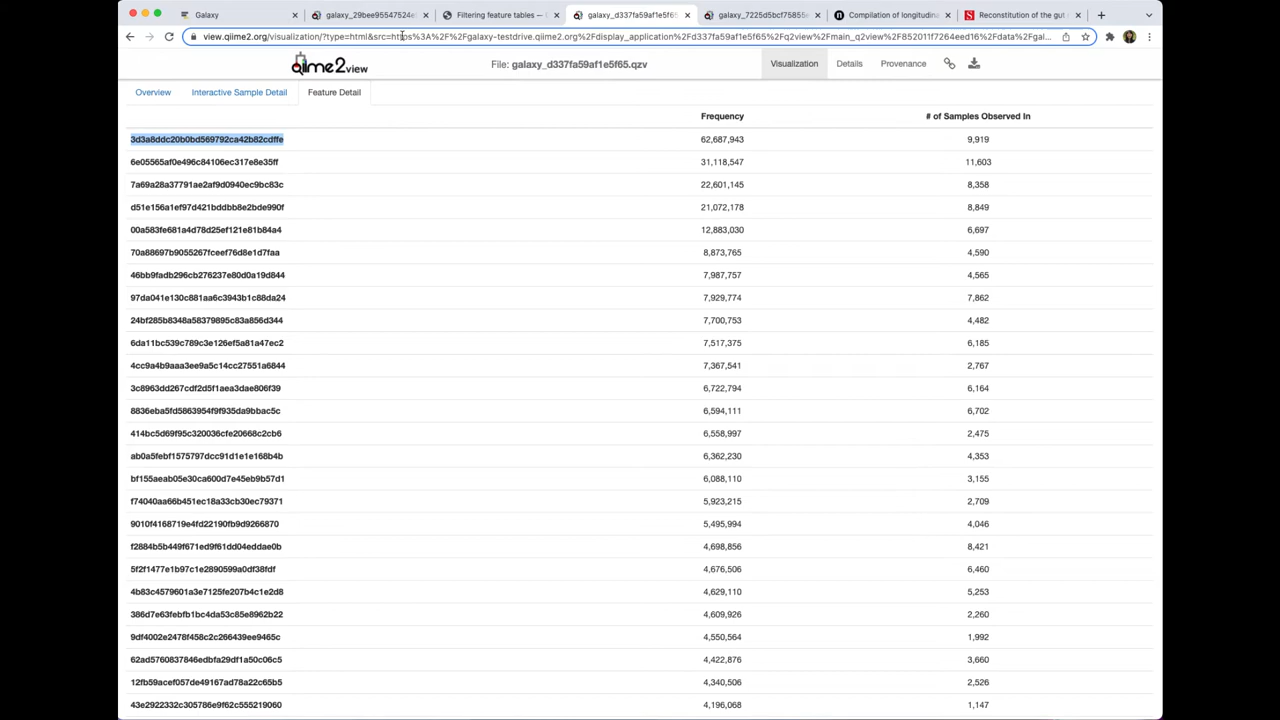 Galaxy
galaxy_29bee95547524e
Filtering feature tables —
galaxy_d337fa59af1e5f65
galaxy_7225d5bcf75855e
Compilation of longitudina
Reconstitution of the gut
view.qiime2.org/visualization/?type=html&src=https%3A%2F%2Fgalaxy-testdrive.qiime2.org%2Fdisplay_application%2Fd337fa59af1e5f65%2Fq2view%2Fmain_q2view%2F852011f7264eed16%2Fdata%2Fgal...
qiime2view
File: galaxy_d337fa59af1e5f65.qzv
Visualization Details Provenance
Overview Interactive Sample Detail Feature Detail
Frequency # of Samples Observed In
3d3a8ddc20b0bd569792ca42b82cdffe 62,687,943 9,919
6e05565af0e496c84106ec317e8e35ff 31,118,547 11,603
7a69a28a37791ae2af9d0940ec9bc83c 22,601,145 8,358
d51e156a1ef97d421bddbb8e2bde990f 21,072,178 8,849
00a583fe681a4d78d25ef121e81b84a4 12,883,030 6,697
70a88697b9055267fceef76d8e1d7faa 8,873,765 4,590
46bb9fadb296cb276237e80d0a19d844 7,987,757 4,565
97da041e130c881aa6c3943b1c88da24 7,929,774 7,862
24bf285b8348a58379895c83a856d344 7,700,753 4,482
6da11bc539c789c3e126ef5a81a47ec2 7,517,375 6,185
4cc9a4b9aaa3ee9a5c14cc27551a6844 7,367,541 2,767
3c8963dd267cdf2d5f1aea3dae806f39 6,722,794 6,164
8836eba5fd5863954f9f935da9bbac5c 6,594,111 6,702
414bc5d69f95c320036cfe20668c2cb6 6,558,997 2,475
ab0a5febf1575797dcc91d1e1e168b4b 6,362,230 4,353
bf155aeab05e30ca600d7e45eb9b57d1 6,088,110 3,155
f74040aa66b451ec18a33cb30ec79371 5,923,215 2,709
9010f4168719e4fd22190fb9d9266870 5,495,994 4,046
f2884b5b449f671ed9f61dd04eddae0b 4,698,856 8,421
5f2f1477e1b97c1e2890599a0df38fdf 4,676,506 6,460
4b83c4579601a3e7125fe207b4c1e2d8 4,629,110 5,253
386d7e63febfb1bc4da53c85e8962b22 4,609,926 2,260
9df4002e2478f458c2c266439ee9465c 4,550,564 1,992
62ad5760837846edbfa29df1a50c06c5 4,422,876 3,660
12fb59acef057de49167ad78a22c65b5 4,340,506 2,526
43e2922332c305786e9f62c555219060 4,196,068 1,147